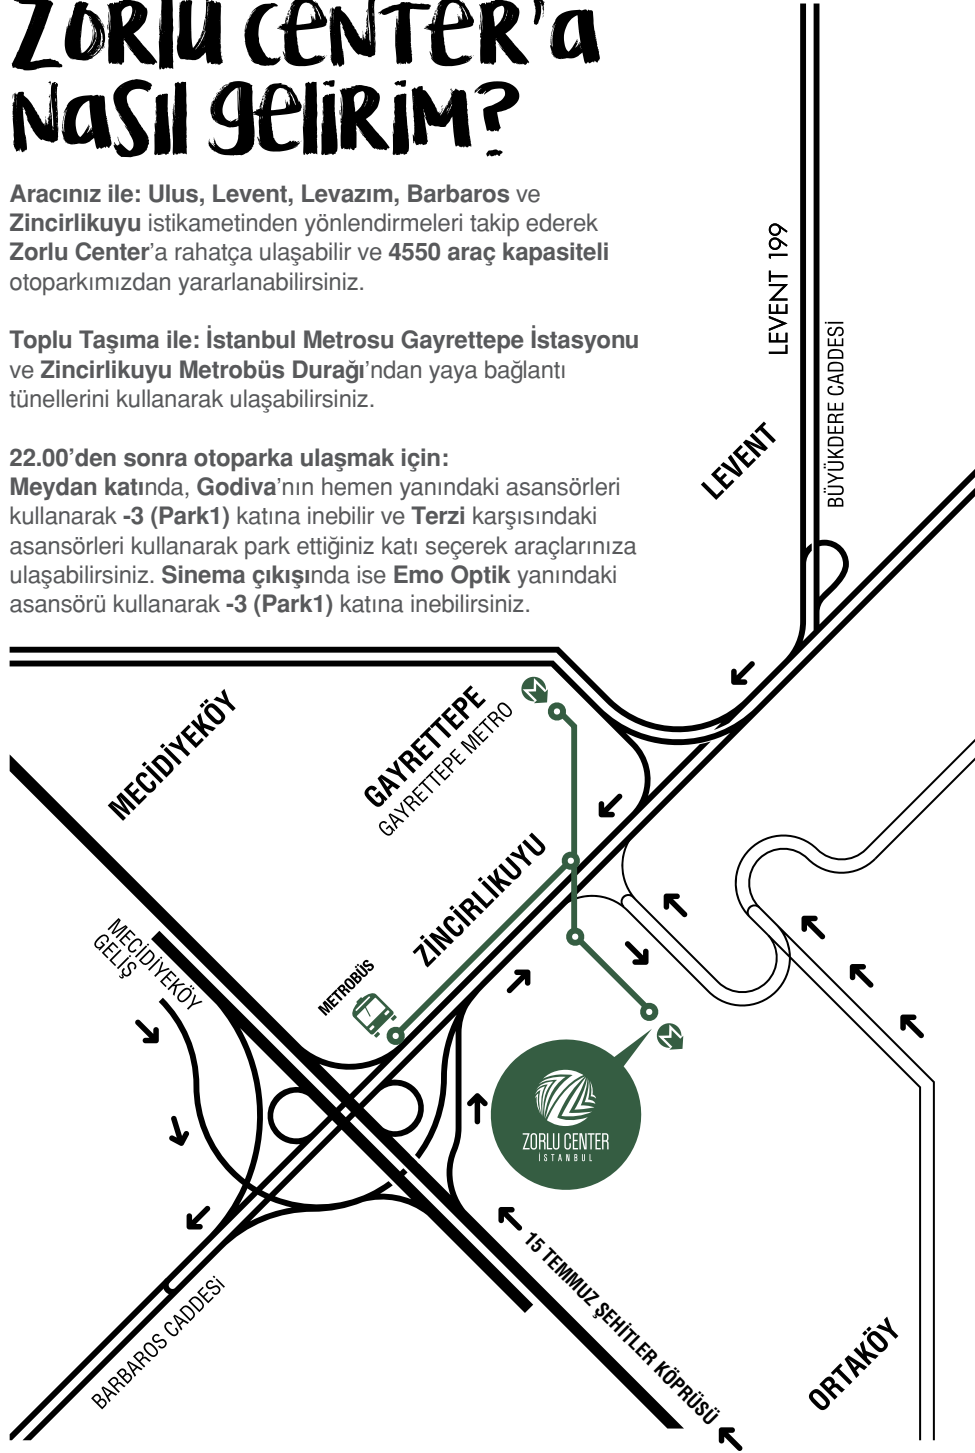 ZORLU CENTER'a
NASIL GELİRİM?
Aracınız ile: Ulus, Levent, Levazım, Barbaros ve
Zincirlikuyu istikametinden yönlendirmeleri takip ederek
Zorlu Center'a rahatça ulaşabilir ve 4550 araç kapasiteli
otoparkımızdan yararlanabilirsiniz.
Toplu Taşıma ile: İstanbul Metrosu Gayrettepe İstasyonu
ve Zincirlikuyu Metrobüs Durağı'ndan yaya bağlantı
tünellerini kullanarak ulaşabilirsiniz.
22.00'den sonra otoparka ulaşmak için:
Meydan katında, Godiva'nın hemen yanındaki asansörleri
kullanarak -3 (Park1) katına inebilir ve Terzi karşısındaki
asansörleri kullanarak park ettiğiniz katı seçerek araçlarınıza
ulaşabilirsiniz. Sinema çıkışında ise Emo Optik yanındaki
asansörü kullanarak -3 (Park1) katına inebilirsiniz.
LEVENT 199
BÜYÜKDERE CADDESİ
LEVENT
MECİDİYEKÖY
GAYRETTEPE
GAYRETTEPE METRO
M
ZİNCİRLİKUYU
MECİDİYEKÖY
GELİŞ
METROBÜS
M
ZORLU CENTER
İSTANBUL
15 TEMMUZ ŞEHİTLER KÖPRÜSÜ
BARBAROS CADDESİ
ORTAKÖY